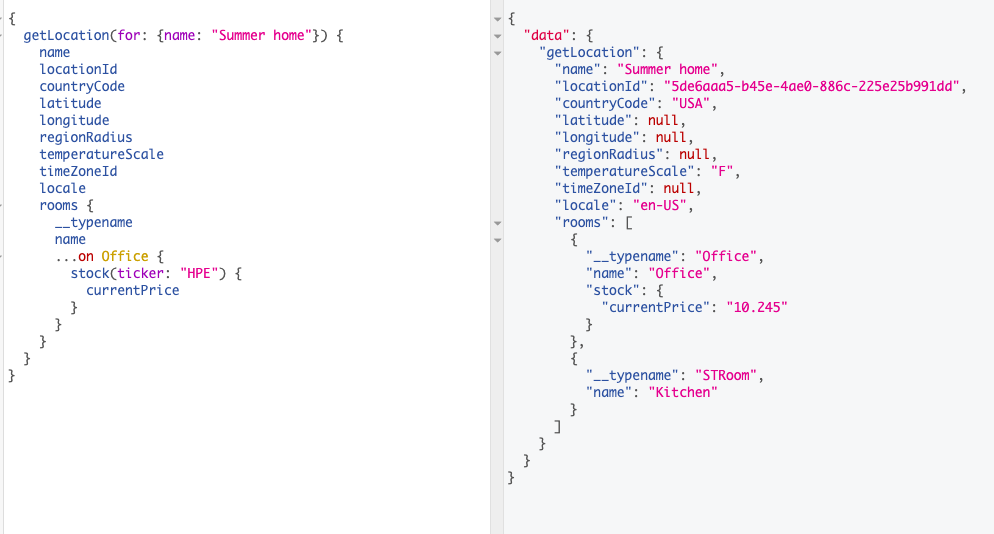 {
  getLocation(for: {name: "Summer home"}) {
    name
    locationId
    countryCode
    latitude
    longitude
    regionRadius
    temperatureScale
    timeZoneId
    locale
    rooms {
      __typename
      name
      ...on Office {
        stock(ticker: "HPE") {
          currentPrice
        }
      }
    }
  }
}
{
  "data": {
    "getLocation": {
      "name": "Summer home",
      "locationId": "5de6aaa5-b45e-4ae0-886c-225e25b991dd",
      "countryCode": "USA",
      "latitude": null,
      "longitude": null,
      "regionRadius": null,
      "temperatureScale": "F",
      "timeZoneId": null,
      "locale": "en-US",
      "rooms": [
        {
          "__typename": "Office",
          "name": "Office",
          "stock": {
            "currentPrice": "10.245"
          }
        },
        {
          "__typename": "STRoom",
          "name": "Kitchen"
        }
      ]
    }
  }
}